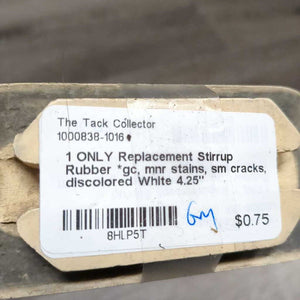 The Tack Collector
1000838-1016
1 ONLY Replacement Stirrup
Rubber *gc, mnr stains, sm cracks,
discolored White 4.25"
8HLP5T
$0.75